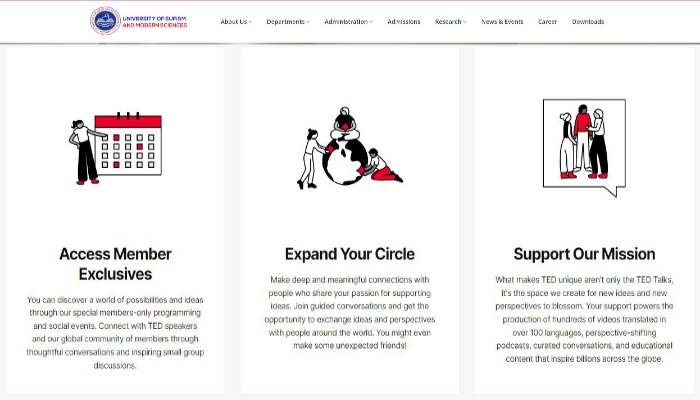 UNIVERSITY OF SUFISM
AND MODERN SCIENCES
About Us
Departments
Administration
Admissions
Research
News & Events
Career
Downloads
Access Member
Exclusives
You can discover a world of possibilities and ideas
through our special members-only programming
and social events. Connect with TED speakers
and our global community of members through
thoughtful conversations and inspiring small group
discussions.
Expand Your Circle
Make deep and meaningful connections with
people who share your passion for supporting
ideas. Join guided conversations and get the
opportunity to exchange ideas and perspectives
with people around the world. You might even
make some unexpected friends!
Support Our Mission
What makes TED unique aren't only the TED Talks,
it's the space we create for new ideas and new
perspectives to blossom. Your support powers the
production of hundreds of videos translated in
over 100 languages, perspective-shifting
podcasts, curated conversations, and educational
content that inspire billions across the globe.